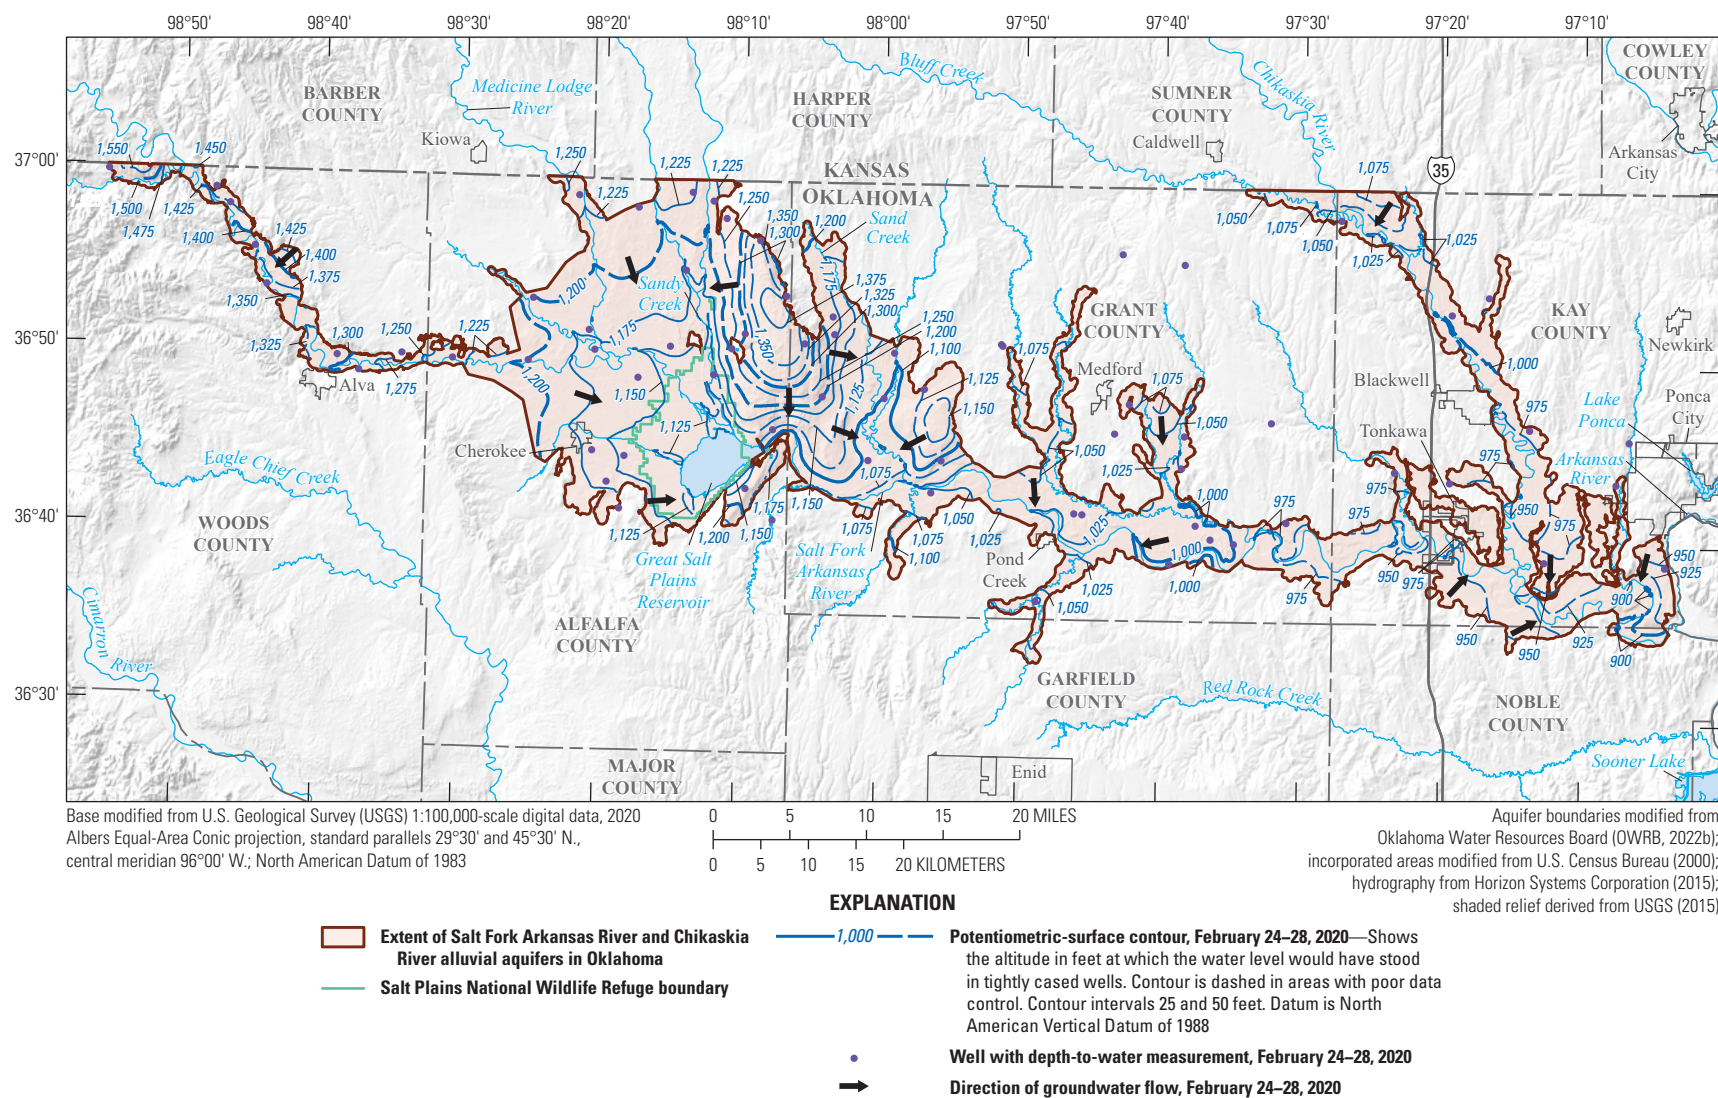 98°50'
98°40'
98°30'
98°20'
98°10'
98°00'
97°50'
97°40'
97°30'
97°20'
97°10'
37°00'
36°50'
36°40'
36°30'
BARBER
COUNTY
Medicine Lodge
River
Kiowa
HARPER
COUNTY
Bluff Creek
SUMNER
COUNTY
Caldwell
Chikaskia River
COWLEY
COUNTY
Arkansas
City
35
KANSAS
OKLAHOMA
1,550
1,450
1,500
1,425
1,475
1,400
1,425
1,400
1,375
1,350
1,325
1,300
1,250
1,225
1,275
Alva
1,250
1,225
1,225
1,225
1,250
1,350
1,300
1,200
Sand
Creek
1,175
1,200
Sandy
Creek
1,175
1,350
1,375
1,325
1,300
1,250
1,200
1,100
1,200
1,150
1,125
1,125
1,125
1,150
Cherokee
1,075
1,125
1,200
1,150
1,175
1,150
1,075
1,075
1,100
1,050
1,025
Great Salt
Plains
Reservoir
Salt Fork
Arkansas
River
Pond
Creek
Eagle Chief Creek
WOODS
COUNTY
Cimarron
River
ALFALFA
COUNTY
MAJOR
COUNTY
GRANT
COUNTY
Medford
1,075
1,075
1,050
1,050
1,025
1,000
1,025
1,000
1,025
1,050
1,000
975
975
975
1,050
1,075
1,075
1,050
1,025
1,025
KAY
COUNTY
Newkirk
1,000
Blackwell
975
Lake
Ponca
Ponca
City
Tonkawa
975
Arkansas
River
975
950
975
950
975
950
925
900
950
950
925
900
GARFIELD
COUNTY
Red Rock Creek
NOBLE
COUNTY
Enid
Sooner Lake
Base modified from U.S. Geological Survey (USGS) 1:100,000-scale digital data, 2020
Albers Equal-Area Conic projection, standard parallels 29°30' and 45°30' N.,
central meridian 96°00' W.; North American Datum of 1983
0 5 10 15 20 MILES
0 5 10 15 20 KILOMETERS
Aquifer boundaries modified from
Oklahoma Water Resources Board (OWRB, 2022b);
incorporated areas modified from U.S. Census Bureau (2000);
hydrography from Horizon Systems Corporation (2015);
shaded relief derived from USGS (2015)
EXPLANATION
Extent of Salt Fork Arkansas River and Chikaskia
River alluvial aquifers in Oklahoma
Salt Plains National Wildlife Refuge boundary
1,000
Potentiometric-surface contour, February 24–28, 2020—Shows
the altitude in feet at which the water level would have stood
in tightly cased wells. Contour is dashed in areas with poor data
control. Contour intervals 25 and 50 feet. Datum is North
American Vertical Datum of 1988
Well with depth-to-water measurement, February 24–28, 2020
Direction of groundwater flow, February 24–28, 2020